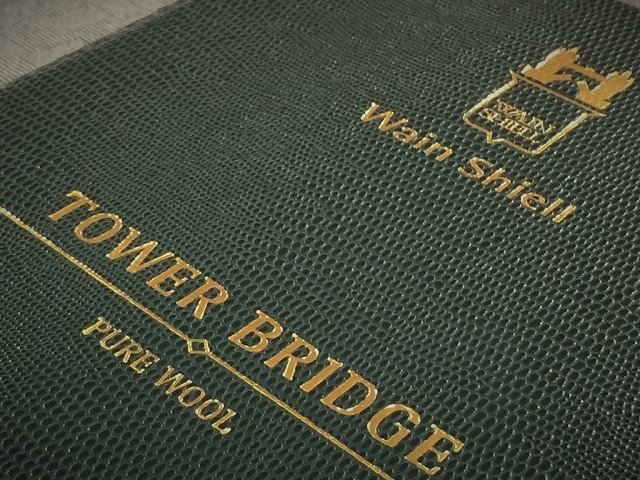 WAIN
SHIELL
Wain Shiell
TOWER BRIDGE
PURE WOOL